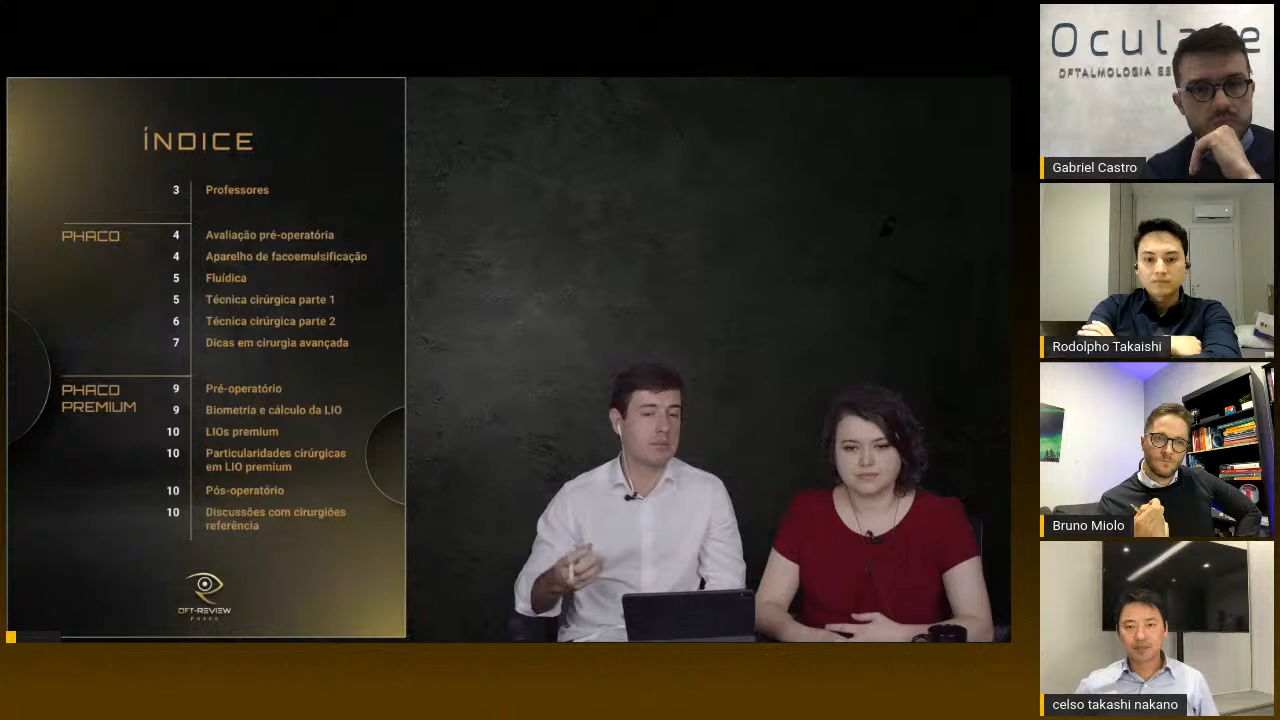 ÍNDICE
3 Professores
PHACO
4 Avaliação pré-operatória
4 Aparelho de facoemulsificação
5 Fluídica
5 Técnica cirúrgica parte 1
6 Técnica cirúrgica parte 2
7 Dicas em cirurgia avançada
PHACO
PREMIUM
9 Pré-operatório
9 Biometria e cálculo da LIO
10 LIOs premium
10 Particularidades cirúrgicas
em LIO premium
10 Pós-operatório
10 Discussões com cirurgiões
referência
OFT-REVIEW
PHACO
OFTALMOLOGIA
Gabriel Castro
Rodolpho Takaishi
Bruno Miolo
celso takashi nakano